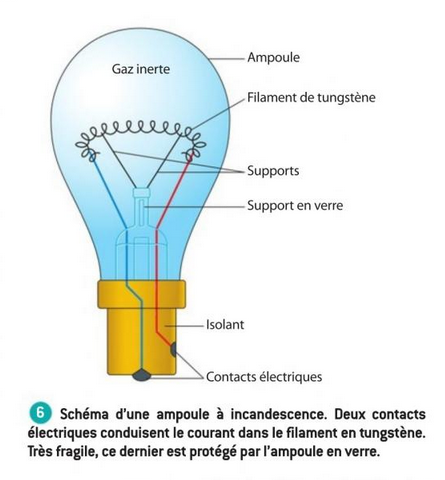 Ampoule
Gaz inerte
Filament de tungstène
Supports
Support en verre
Isolant
Contacts électriques
6 Schéma d'une ampoule à incandescence. Deux contacts
électriques conduisent le courant dans le filament en tungstène.
Très fragile, ce dernier est protégé par l'ampoule en verre.